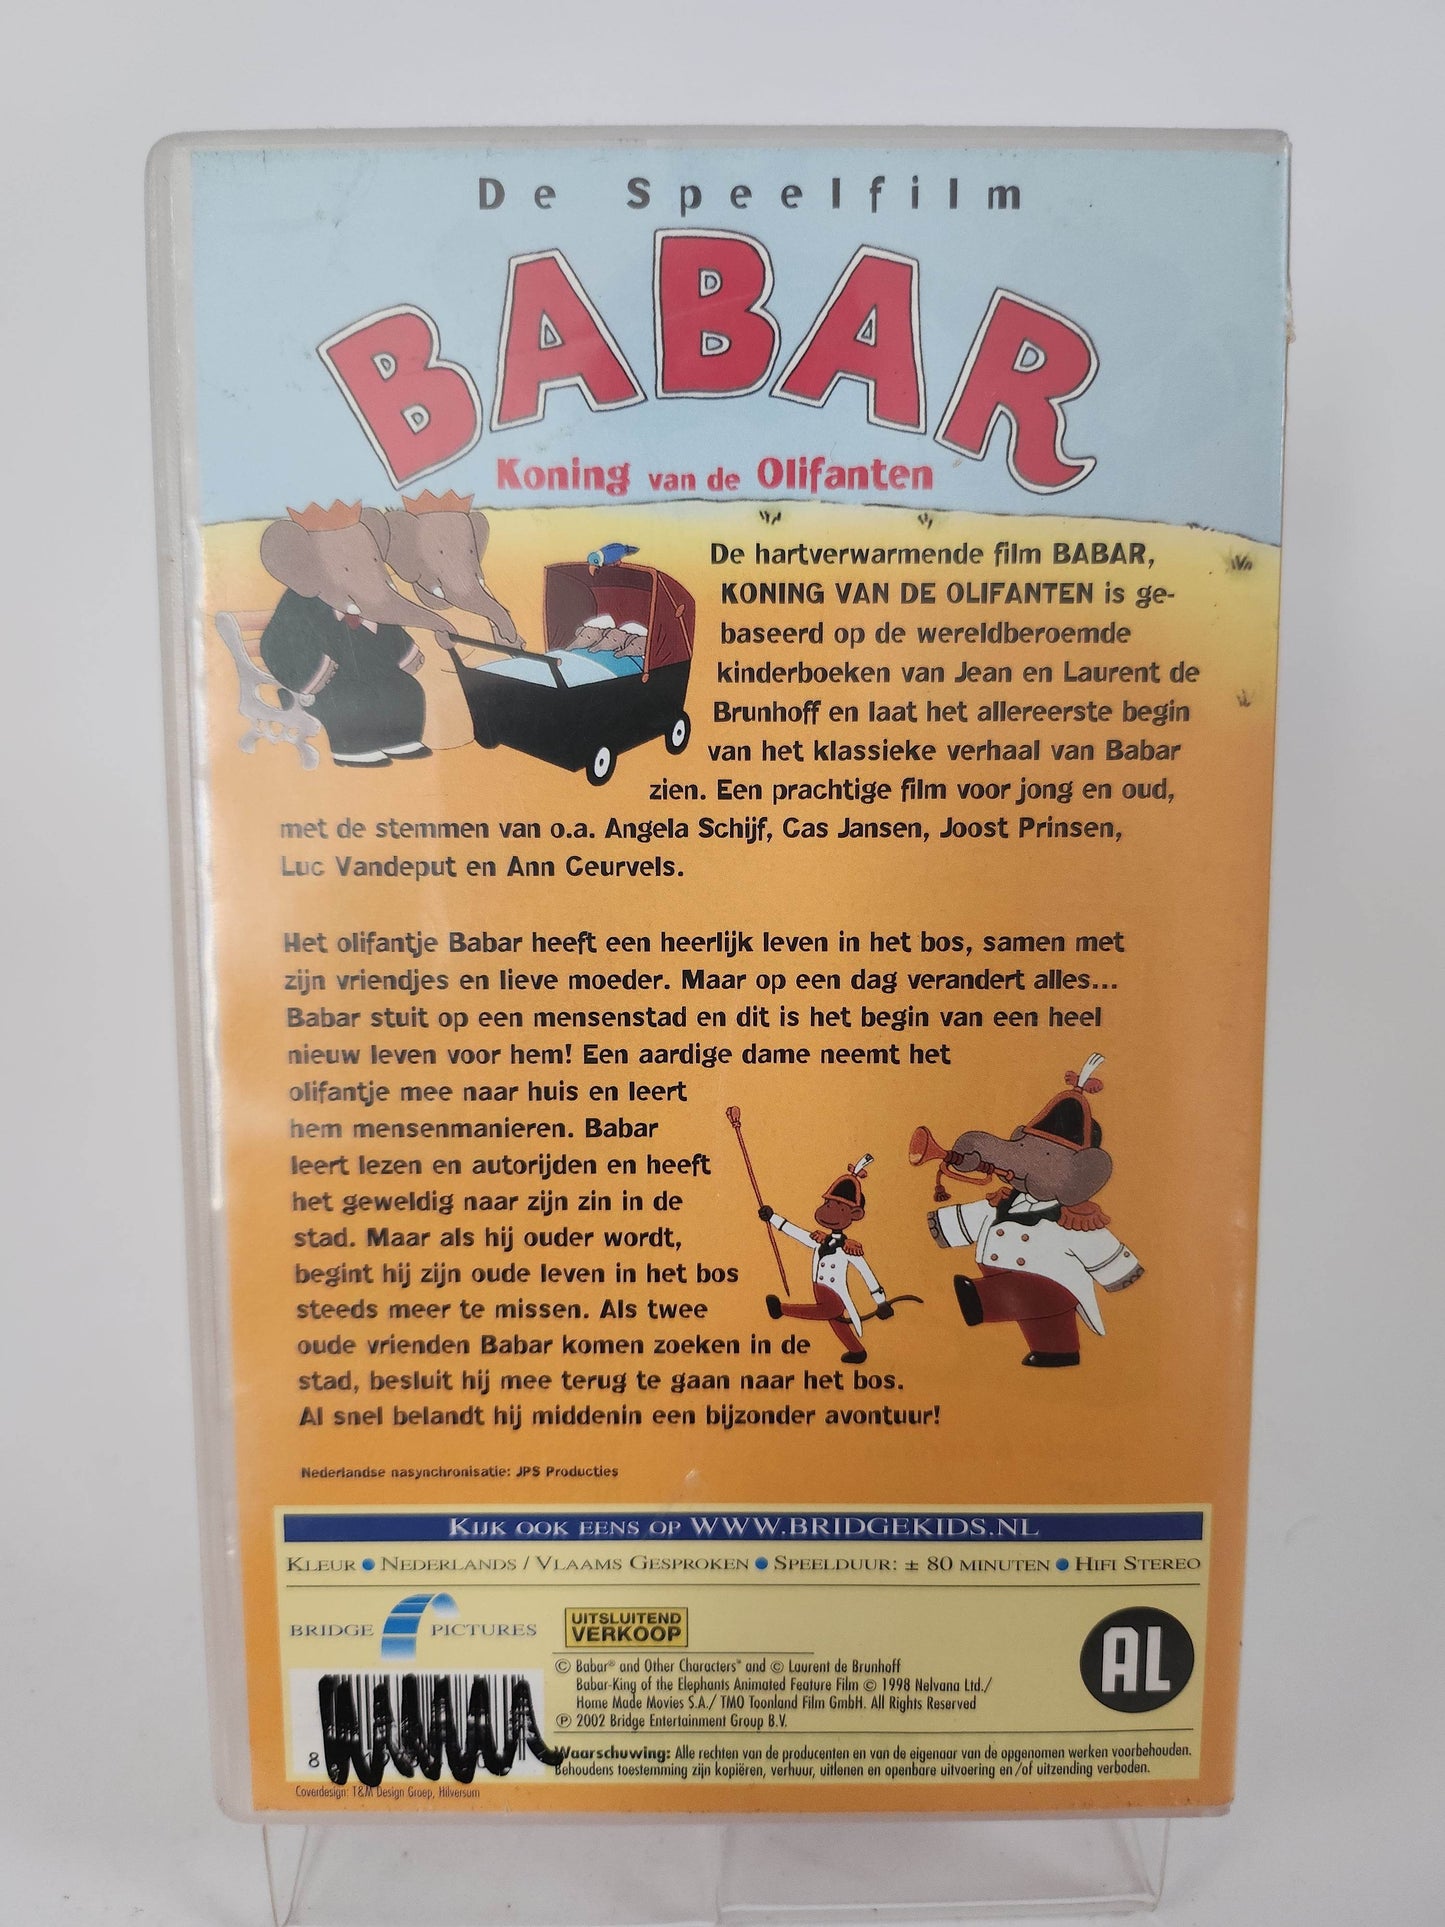 De Speelfilm
BABAR
Koning van de Olifanten
De hartverwarmende film BABAR,
KONING VAN DE OLIFANTEN is ge-
baseerd op de wereldberoemde
kinderboeken van Jean en Laurent de
Brunhoff en laat het allereerste begin
van het klassieke verhaal van Babar
zien. Een prachtige film voor jong en oud,
met de stemmen van o.a. Angela Schijf, Cas Jansen, Joost Prinsen,
Luc Vandeput en Ann Ceurvels.
Het olifantje Babar heeft een heerlijk leven in het bos, samen met
zijn vriendjes en lieve moeder. Maar op een dag verandert alles...
Babar stuit op een mensenstad en dit is het begin van een heel
nieuw leven voor hem! Een aardige dame neemt het
olifantje mee naar huis en leert
hem mensenmanieren. Babar
leert lezen en autorijden en heeft
het geweldig naar zijn zin in de
stad. Maar als hij ouder wordt,
begint hij zijn oude leven in het bos
steeds meer te missen. Als twee
oude vrienden Babar komen zoeken in de
stad, besluit hij mee terug te gaan naar het bos.
Al snel belandt hij middenin een bijzonder avontuur!
Nederlandse nasynchronisatie: JPS Producties
KIJK OOK EENS OP WWW.BRIDGEKIDS.NL
KLEUR • NEDERLANDS / VLAAMS GESPROKEN • SPEELDUUR: ± 80 MINUTEN • HIFI STEREO
BRIDGE PICTURES
UITSLUITEND
VERKOOP
AL
© Babar® and Other Characters™ and © Laurent de Brunhoff
Babar-King of the Elephants Animated Feature Film © 1998 Nelvana Ltd./
Home Made Movies S.A./ TMO Toonland Film GmbH. All Rights Reserved
℗ 2002 Bridge Entertainment Group B.V.
Waarschuwing: Alle rechten van de producenten en van de eigenaar van de opgenomen werken voorbehouden.
Behoudens toestemming zijn kopiëren, verhuur, uitlenen en openbare uitvoering en/of uitzending verboden.
8
Coverdesign: T&M Design Groep, Hilversum